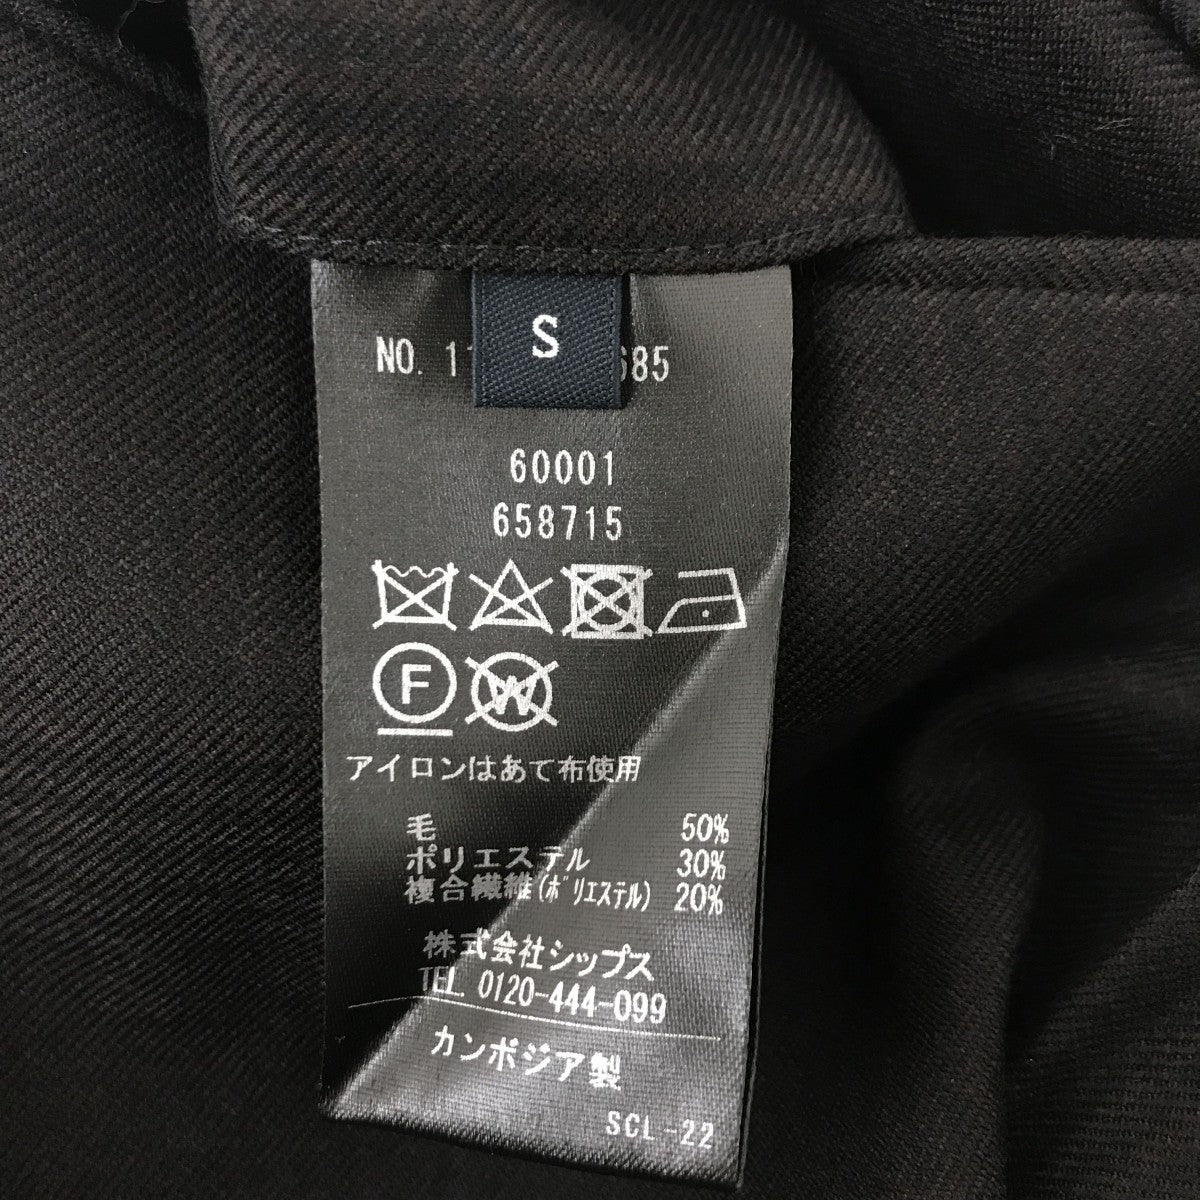 S
NO. 11 685
60001
658715
F
W
アイロンはあて布使用
毛 50%
ポリエステル 30%
複合繊維(ポリエステル) 20%
株式会社シップス
TEL 0120-444-099
カンボジア製
SCL-22